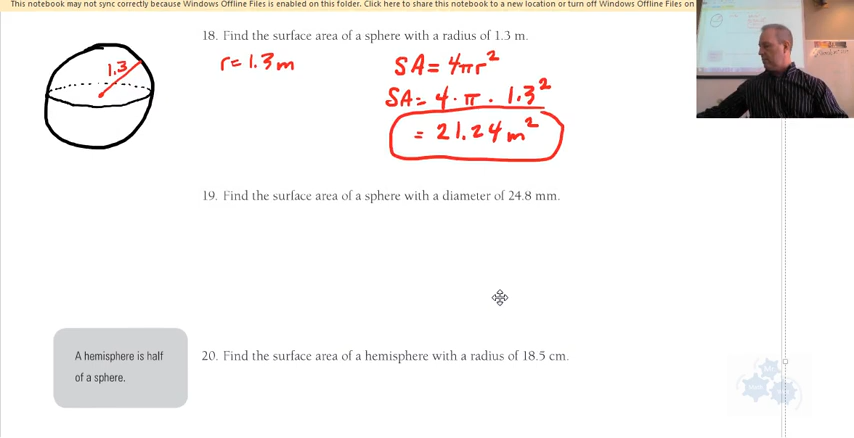 This notebook may not sync correctly because Windows Offline Files is enabled on this folder. Click here to share this notebook to a new location or turn off Windows Offline Files on
18. Find the surface area of a sphere with a radius of 1.3 m.
1.3
r = 1.3 m
SA = 4πr²
SA = 4 · π · 1.3²
= 21.24 m²
19. Find the surface area of a sphere with a diameter of 24.8 mm.
A hemisphere is half
of a sphere.
20. Find the surface area of a hemisphere with a radius of 18.5 cm.